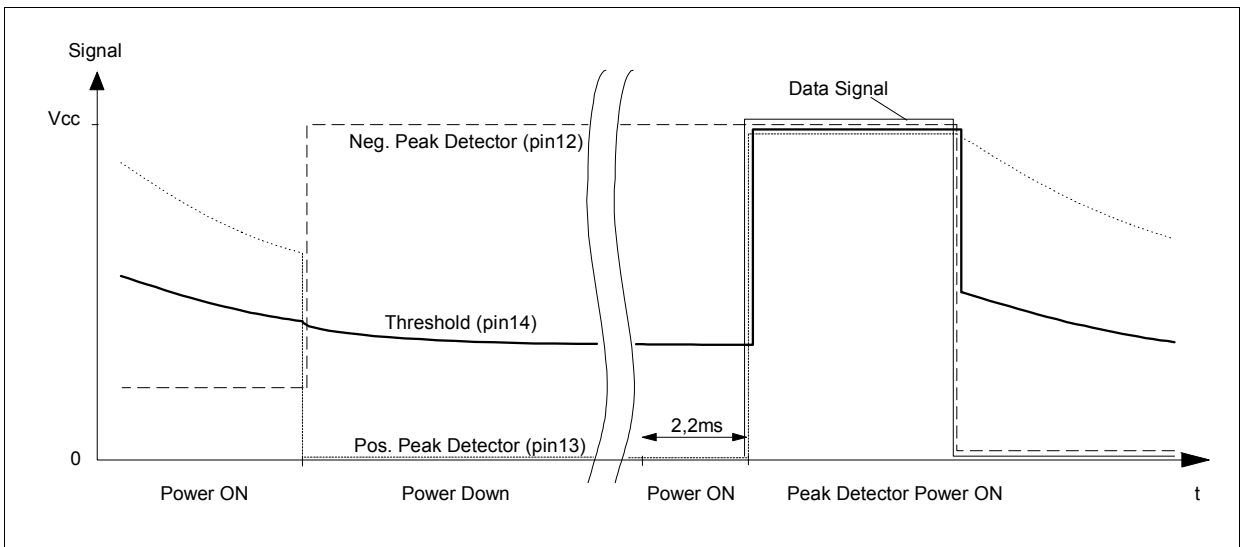 Signal
Data Signal
Vcc
Neg. Peak Detector (pin12)
Threshold (pin14)
2,2ms
Pos. Peak Detector (pin13)
0
Power ON
Power Down
Power ON
Peak Detector Power ON
t